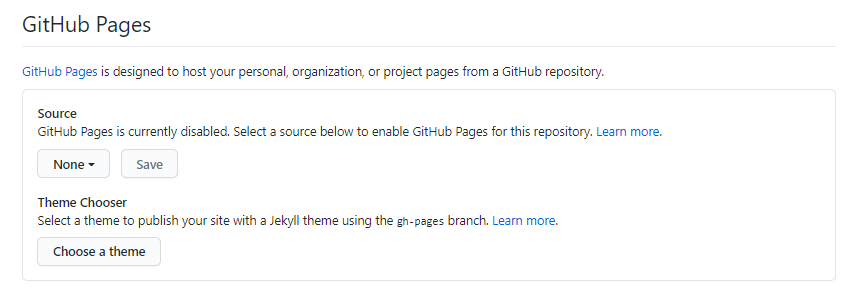 GitHub Pages
GitHub Pages is designed to host your personal, organization, or project pages from a GitHub repository.
Source
GitHub Pages is currently disabled. Select a source below to enable GitHub Pages for this repository. Learn more.
None Save
Theme Chooser
Select a theme to publish your site with a Jekyll theme using the gh-pages branch. Learn more.
Choose a theme